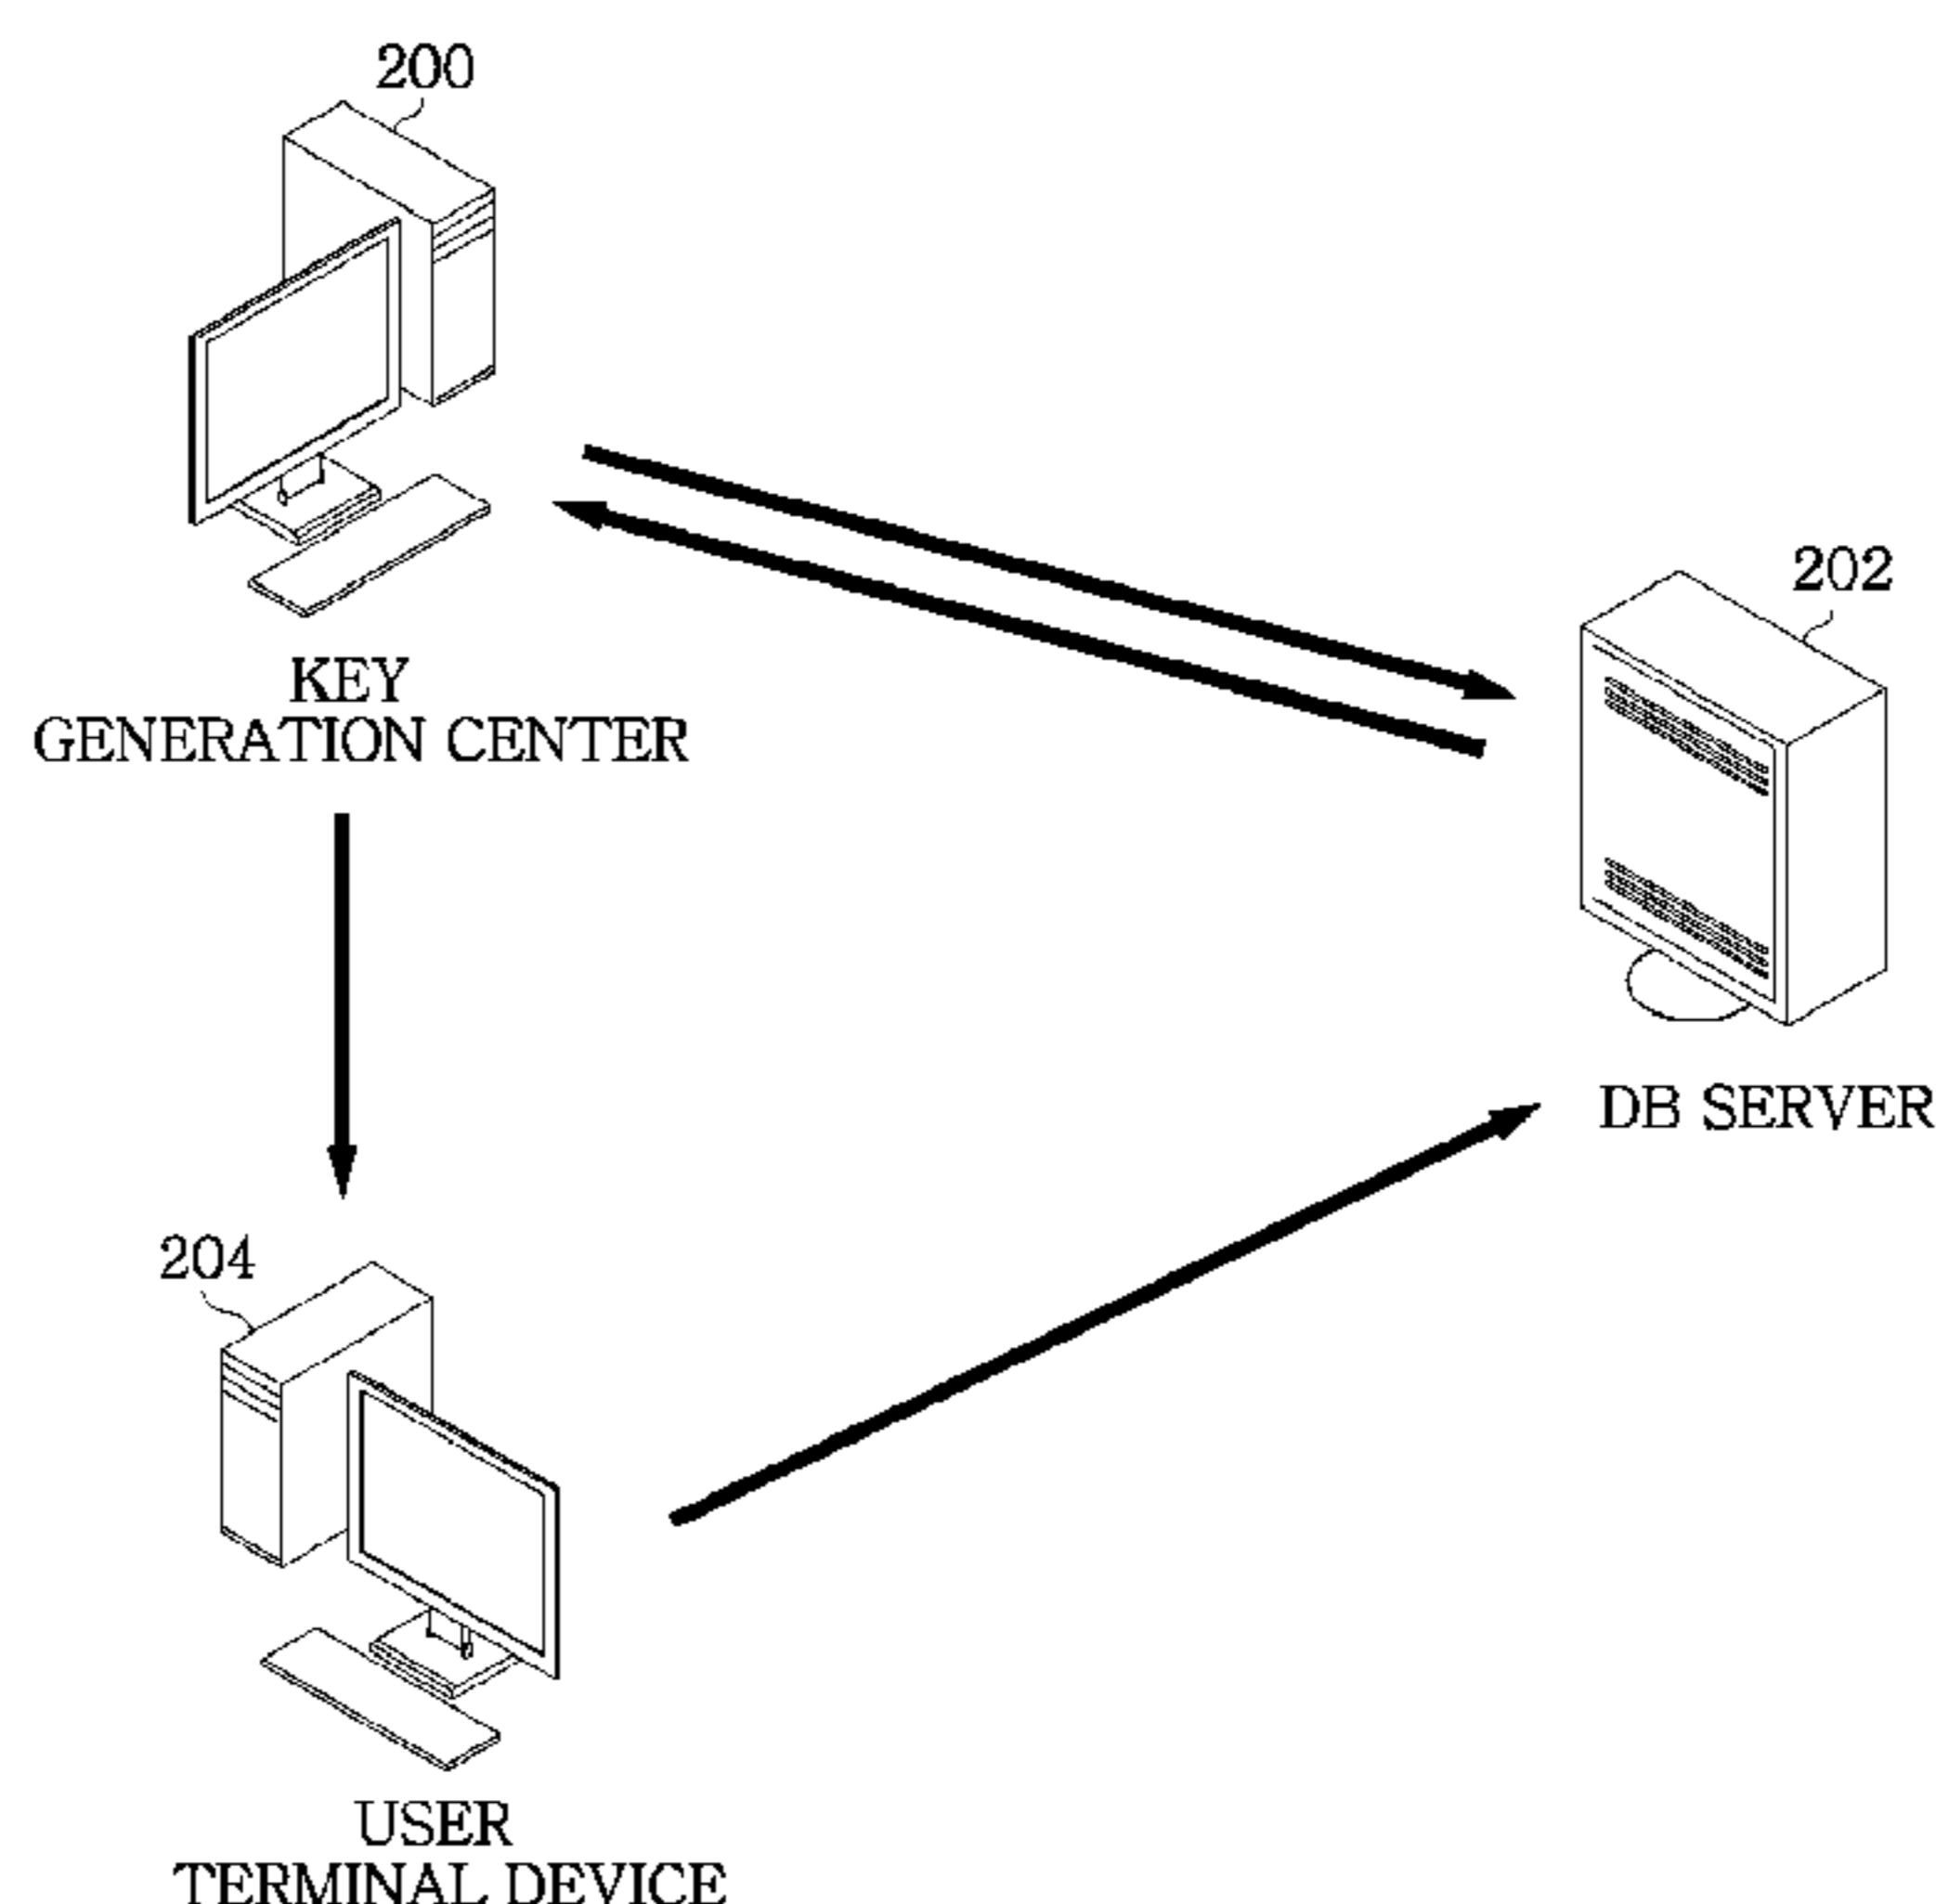 200
KEY
GENERATION CENTER
202
DB SERVER
204
USER
TERMINAL DEVICE